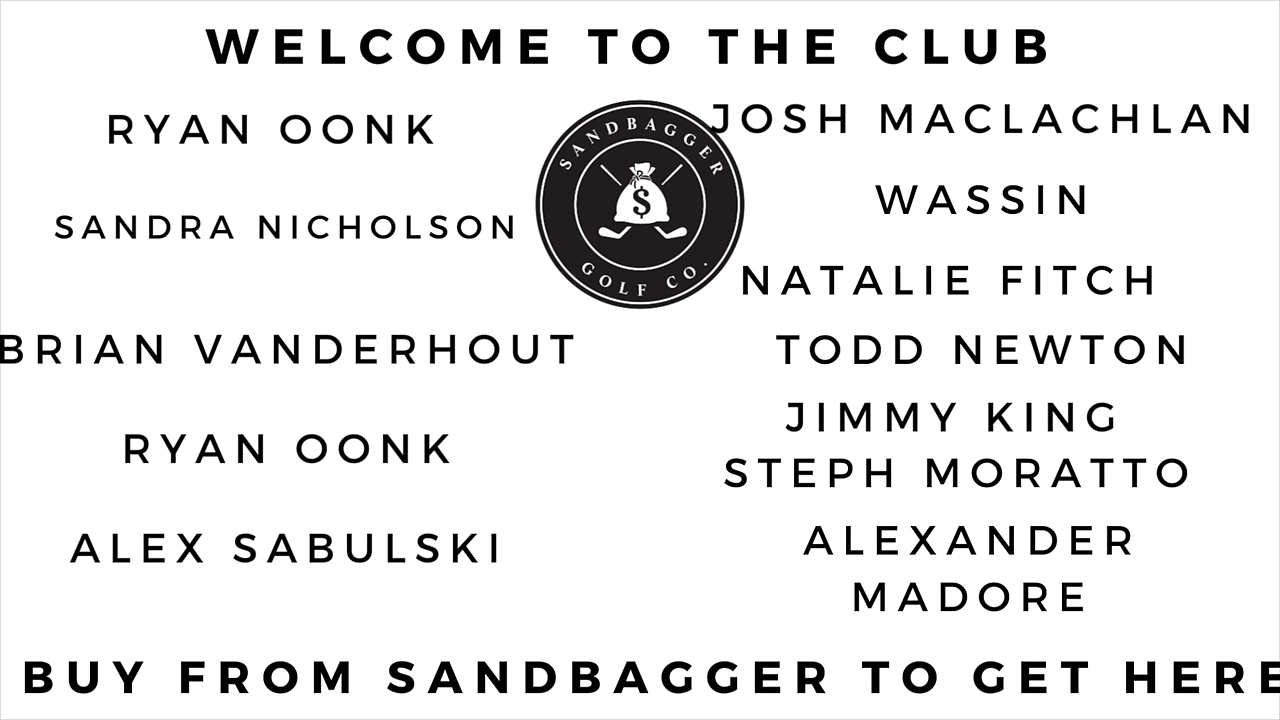 WELCOME TO THE CLUB
RYAN OONK
SANDRA NICHOLSON
BRIAN VANDERHOUT
RYAN OONK
ALEX SABULSKI
SANDBAGGER
$
GOLF CO.
JOSH MACLACHLAN
WASSIN
NATALIE FITCH
TODD NEWTON
JIMMY KING
STEPH MORATTO
ALEXANDER
MADORE
BUY FROM SANDBAGGER TO GET HERE